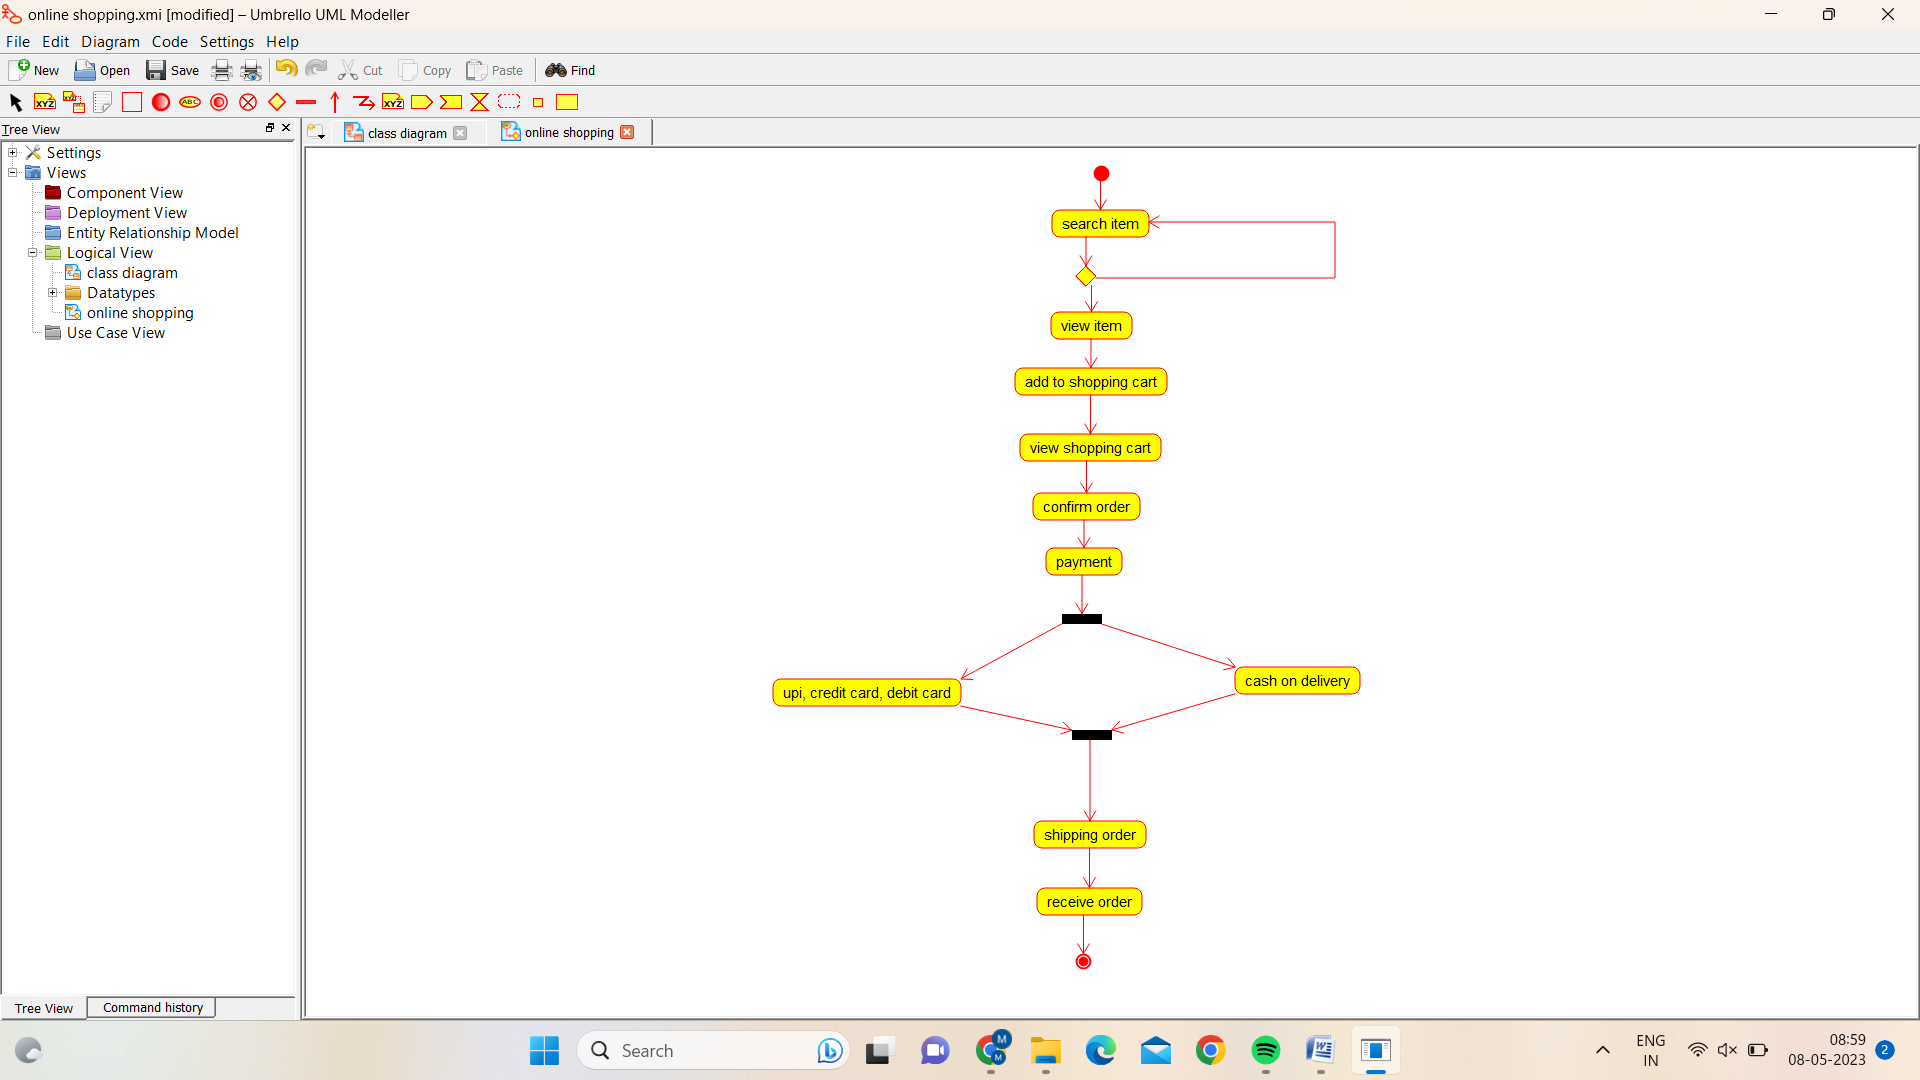 online shopping.xmi [modified] – Umbrello UML Modeller
File Edit Diagram Code Settings Help
New Open Save Cut Copy Paste Find
XYZ XYZ ABC XYZ
Tree View
class diagram online shopping
Settings
Views
Component View
Deployment View
Entity Relationship Model
Logical View
class diagram
Datatypes
online shopping
Use Case View
search item
view item
add to shopping cart
view shopping cart
confirm order
payment
cash on delivery
upi, credit card, debit card
shipping order
receive order
Tree View Command history
Search
M
M
W
ENG
IN
08:59
08-05-2023
2